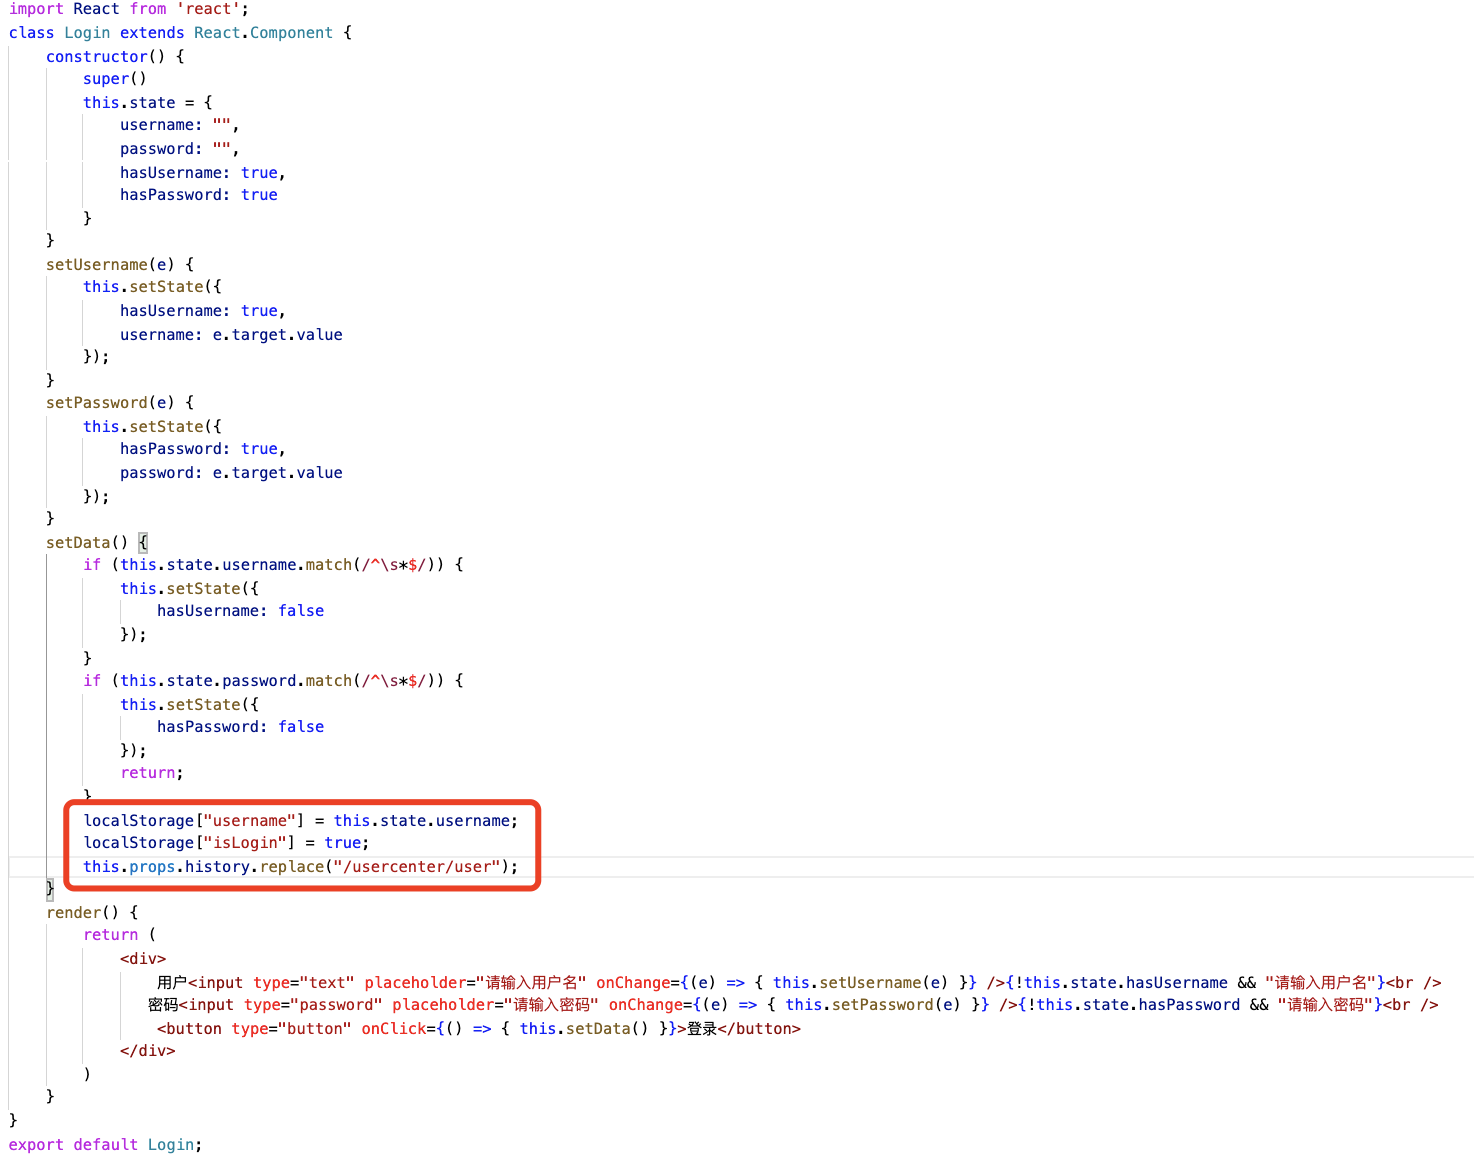 import React from 'react';
class Login extends React.Component {
    constructor() {
        super()
        this.state = {
            username: "",
            password: "",
            hasUsername: true,
            hasPassword: true
        }
    }
    setUsername(e) {
        this.setState({
            hasUsername: true,
            username: e.target.value
        });
    }
    setPassword(e) {
        this.setState({
            hasPassword: true,
            password: e.target.value
        });
    }
    setData() {
        if (this.state.username.match(/^\s*$/)) {
            this.setState({
                hasUsername: false
            });
        }
        if (this.state.password.match(/^\s*$/)) {
            this.setState({
                hasPassword: false
            });
            return;
        }
        localStorage["username"] = this.state.username;
        localStorage["isLogin"] = true;
        this.props.history.replace("/usercenter/user");
    }
    render() {
        return (
            <div>
                用户<input type="text" placeholder="请输入用户名" onChange={(e) => { this.setUsername(e) }} />{!this.state.hasUsername && "请输入用户名"}<br />
               密码<input type="password" placeholder="请输入密码" onChange={(e) => { this.setPassword(e) }} />{!this.state.hasPassword && "请输入密码"}<br />
                <button type="button" onClick={() => { this.setData() }}>登录</button>
            </div>
        )
    }
}
export default Login;